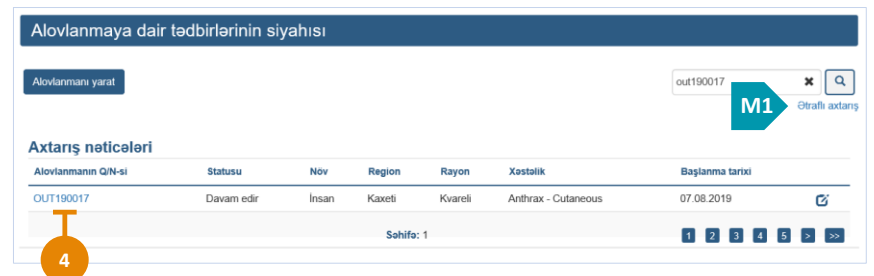 Alovlanmaya dair tədbirlərinin siyahısı
Alovlanmanı yarat
out190017
M1
Ətraflı axtarış
Axtarış nəticələri
Alovlanmanın Q/N-si Statusu Növ Region Rayon Xəstəlik Başlanma tarixi
OUT190017 Davam edir İnsan Kaxeti Kvareli Anthrax - Cutaneous 07.08.2019
Səhifə: 1 1 2 3 4 5 > >>
4